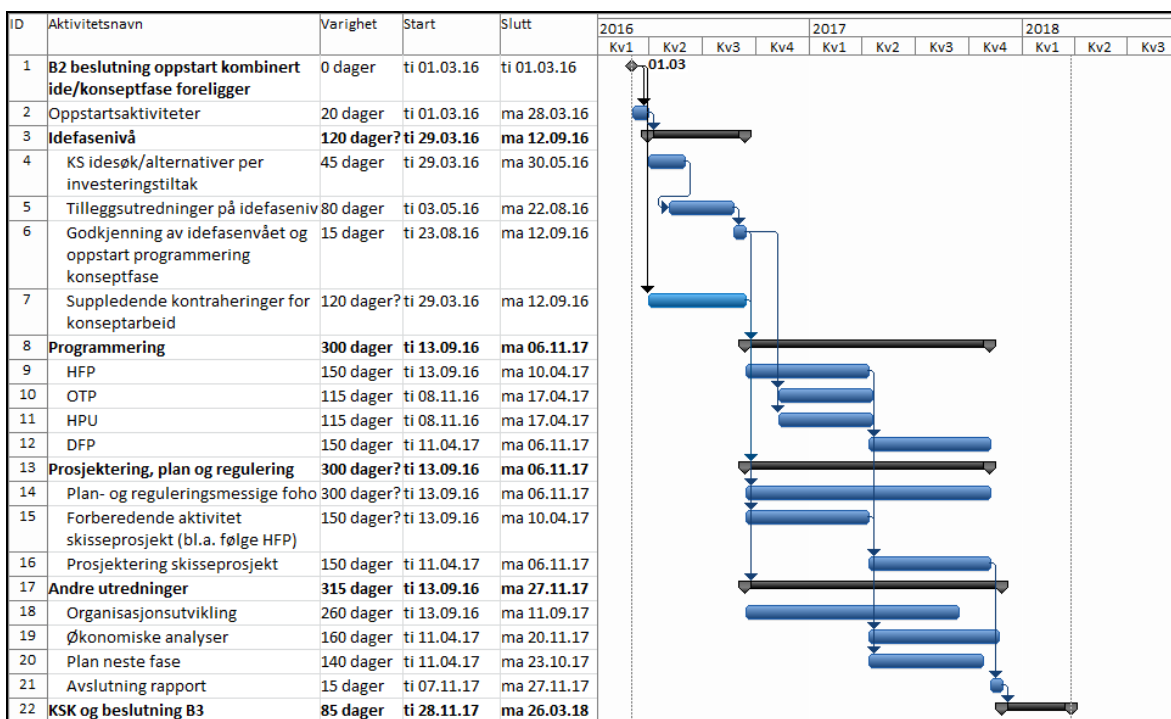 ID Aktivitetsnavn Varighet Start Slutt 2016 2017 2018
Kv1 Kv2 Kv3 Kv4 Kv1 Kv2 Kv3 Kv4 Kv1 Kv2 Kv3
1 B2 beslutning oppstart kombinert 0 dager ti 01.03.16 ti 01.03.16 01.03
ide/konseptfase foreligger
2 Oppstartsaktiviteter 20 dager ti 01.03.16 ma 28.03.16
3 Idefasenivå 120 dager? ti 29.03.16 ma 12.09.16
4 KS idesøk/alternativer per 45 dager ti 29.03.16 ma 30.05.16
investeringstiltak
5 Tilleggsutredninger på idefaseniv 80 dager ti 03.05.16 ma 22.08.16
6 Godkjenning av idefasenvået og 15 dager ti 23.08.16 ma 12.09.16
oppstart programmering
konseptfase
7 Suppledende kontraheringer for 120 dager? ti 29.03.16 ma 12.09.16
konseptarbeid
8 Programmering 300 dager ti 13.09.16 ma 06.11.17
9 HFP 150 dager ti 13.09.16 ma 10.04.17
10 OTP 115 dager ti 08.11.16 ma 17.04.17
11 HPU 115 dager ti 08.11.16 ma 17.04.17
12 DFP 150 dager ti 11.04.17 ma 06.11.17
13 Prosjektering, plan og regulering 300 dager? ti 13.09.16 ma 06.11.17
14 Plan- og reguleringsmessige foho 300 dager? ti 13.09.16 ma 06.11.17
15 Forberedende aktivitet 150 dager? ti 13.09.16 ma 10.04.17
skisseprosjekt (bl.a. følge HFP)
16 Prosjektering skisseprosjekt 150 dager ti 11.04.17 ma 06.11.17
17 Andre utredninger 315 dager ti 13.09.16 ma 27.11.17
18 Organisasjonsutvikling 260 dager ti 13.09.16 ma 11.09.17
19 Økonomiske analyser 160 dager ti 11.04.17 ma 20.11.17
20 Plan neste fase 140 dager ti 11.04.17 ma 23.10.17
21 Avslutning rapport 15 dager ti 07.11.17 ma 27.11.17
22 KSK og beslutning B3 85 dager ti 28.11.17 ma 26.03.18